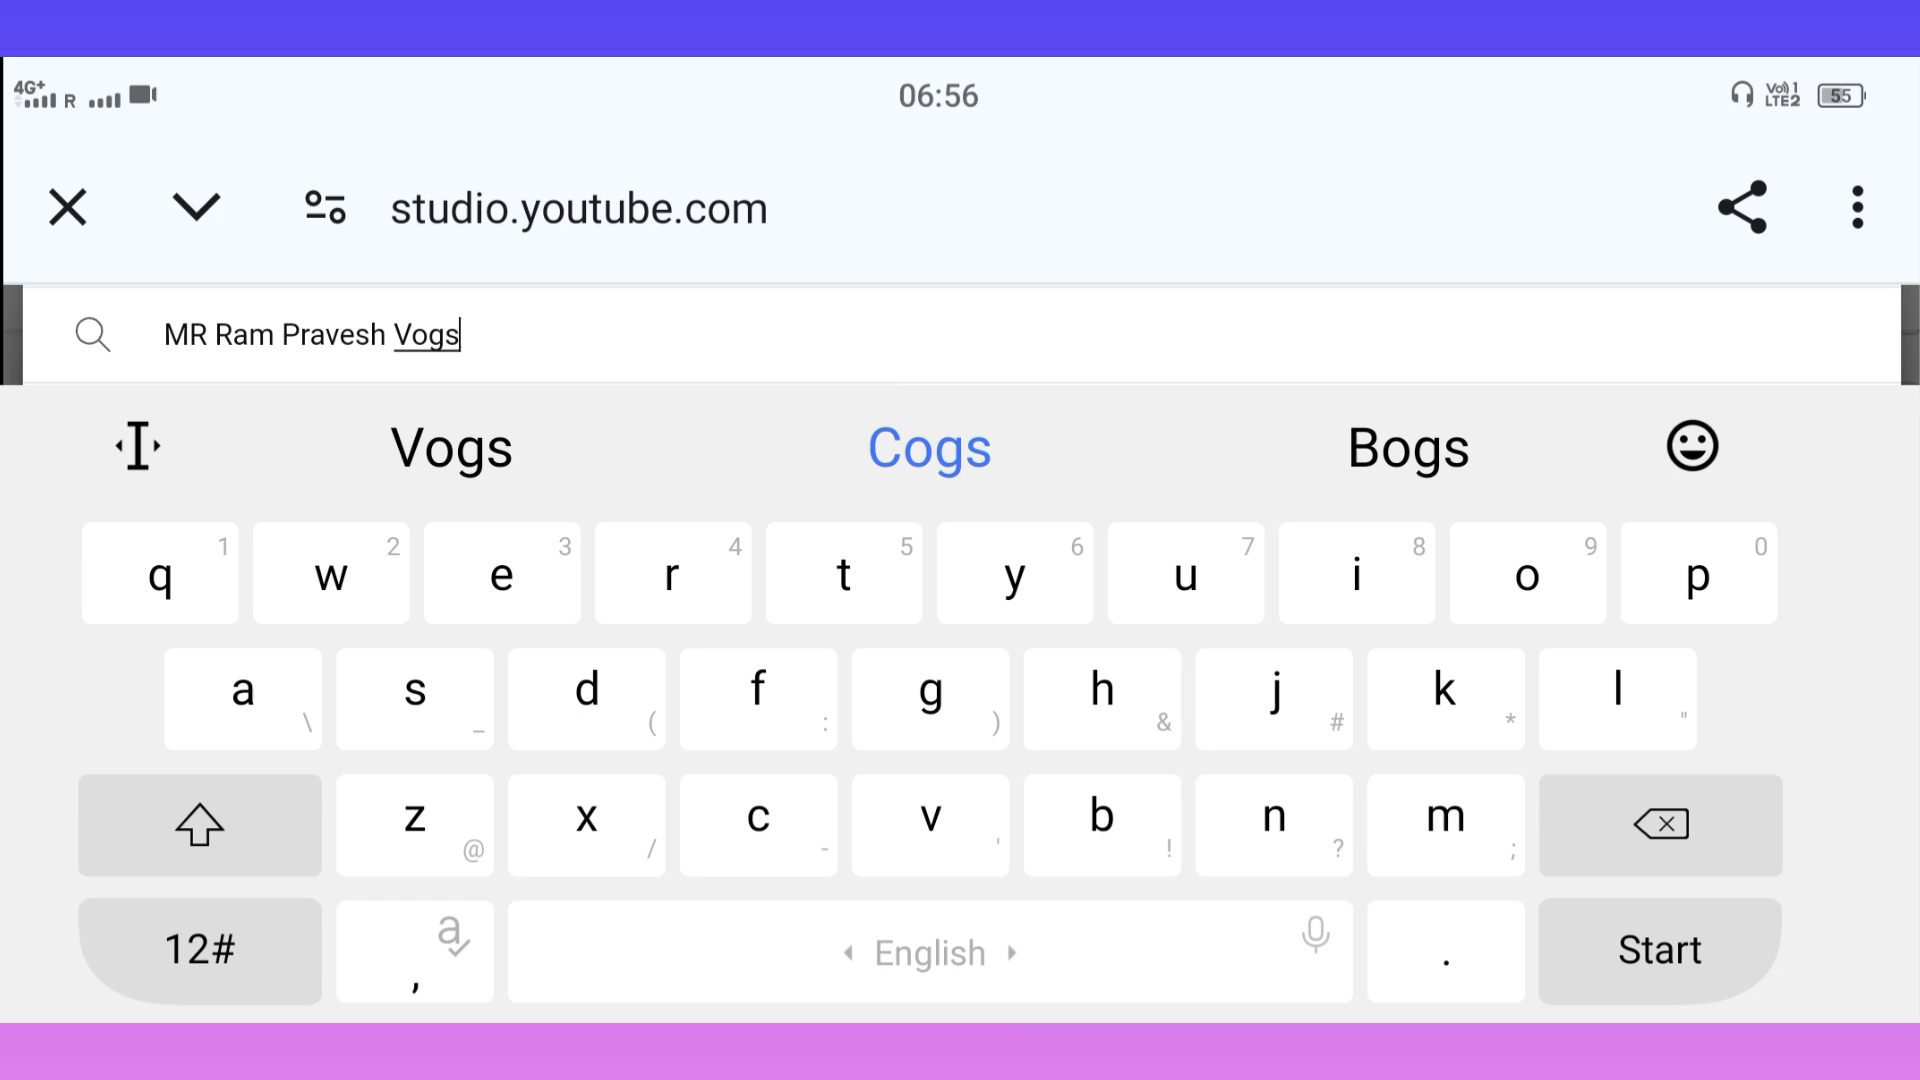 4G+ R 06:56 Vo) 1 LTE2 55
studio.youtube.com
MR Ram Pravesh Vogs
Vogs Cogs Bogs
1 2 3 4 5 6 7 8 9 0
q w e r t y u i o p
a s d f g h j k l
\ _ ( : ) & # * "
z x c v b n m
@ / - ' ! ? ;
12# a , English . Start